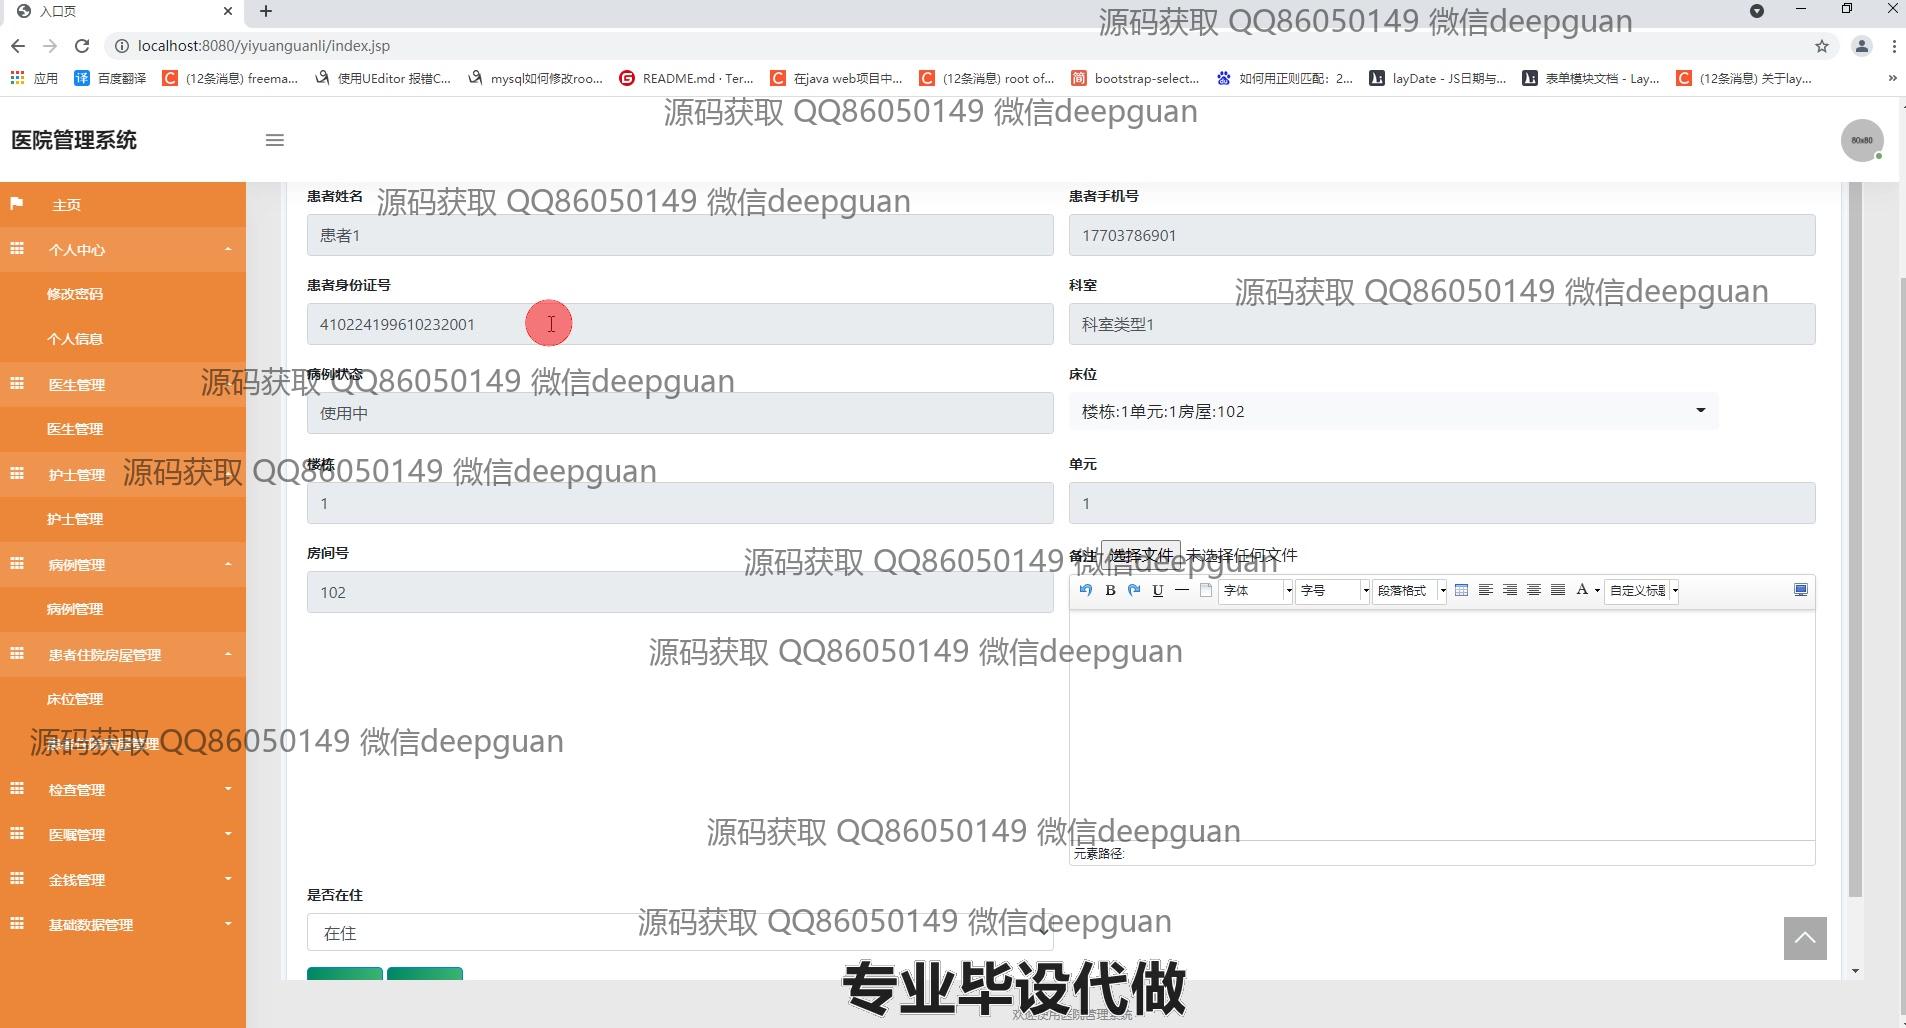 入口页
源码获取 QQ86050149 微信deepguan
localhost:8080/yiyuanguanli/index.jsp
应用 译 百度翻译 (12条消息) freema... 使用UEditor 报错C... mysql如何修改roo... README.md · Ter... 在java web项目中... (12条消息) root of... 简 bootstrap-select... 如何用正则匹配：2... layDate - JS日期与... 表单模块文档 - Lay... (12条消息) 关于lay...
源码获取 QQ86050149 微信deepguan
医院管理系统
80x80
主页
个人中心
修改密码
个人信息
医生管理
医生管理
护士管理
护士管理
病例管理
病例管理
患者住院房屋管理
床位管理
检查管理
医嘱管理
金钱管理
基础数据管理
患者姓名
源码获取 QQ86050149 微信deepguan
患者手机号
患者1
17703786901
患者身份证号
科室
源码获取 QQ86050149 微信deepguan
410224199610232001
科室类型1
病例状态
源码获取 QQ86050149 微信deepguan
床位
使用中
楼栋:1单元:1房屋:102
楼栋
源码获取 QQ86050149 微信deepguan
单元
1
1
房间号
源码获取 QQ86050149 微信deepguan
备注 选择文件 未选择任何文件
102
B U 字体 字号 段落格式 A 自定义标题
源码获取 QQ86050149 微信deepguan
源码获取 QQ86050149 微信deepguan
源码获取 QQ86050149 微信deepguan
元素路径:
是否在住
源码获取 QQ86050149 微信deepguan
在住
专业毕设代做
欢迎使用医院管理系统